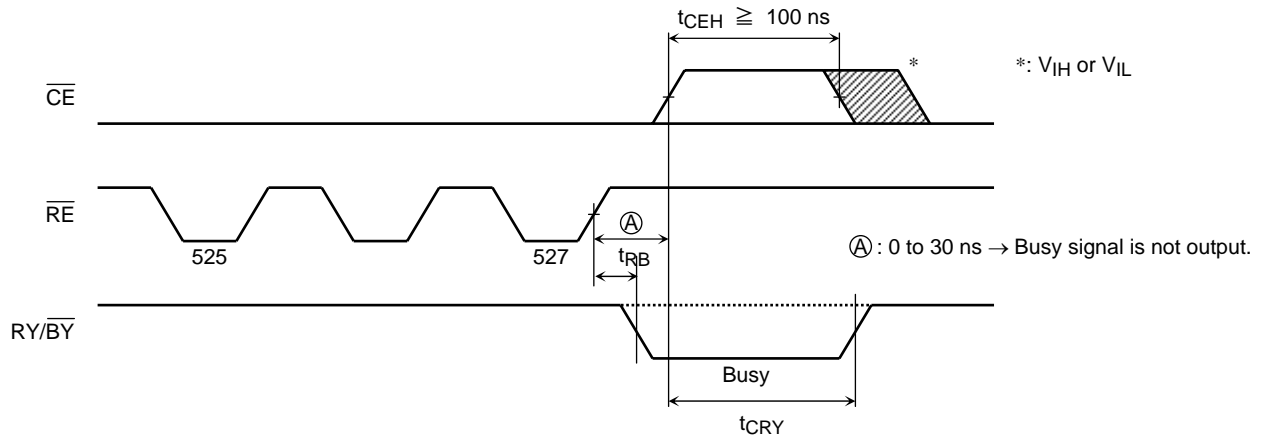 tCEH ≧ 100 ns
*
*: VIH or VIL
CE
RE
A
525
527
A : 0 to 30 ns → Busy signal is not output.
tRB
RY/BY
Busy
tCRY